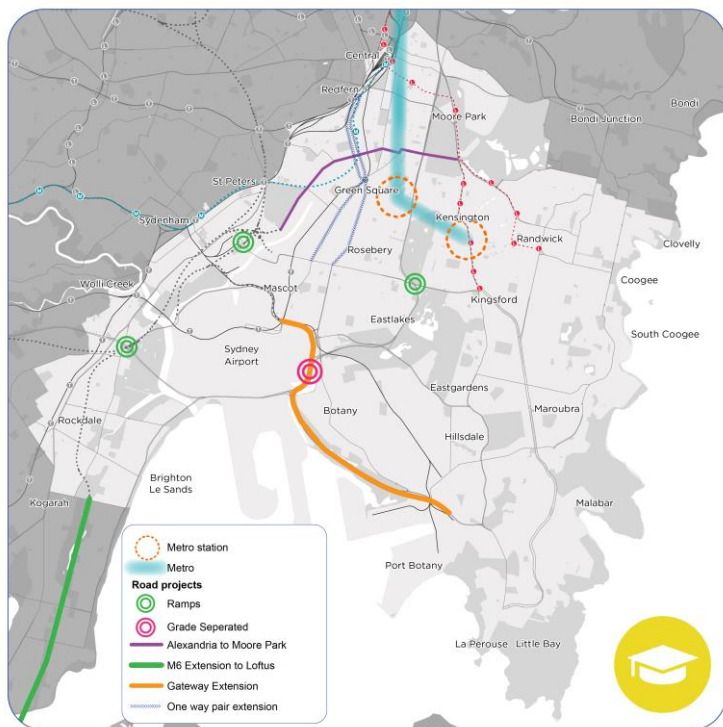 Central
Redfern
Moore Park
Bondi
Bondi Junction
St Peters
Green Square
Sydenham
Kensington
Randwick
Clovelly
Rosebery
Wolli Creek
Mascot
Coogee
Kingsford
Eastlakes
South Coogee
Sydney
Airport
Eastgardens
Botany
Maroubra
Rockdale
Hillsdale
Brighton
Le Sands
Kogarah
Malabar
Port Botany
La Perouse
Little Bay
Metro station
Metro
Road projects
Ramps
Grade Seperated
Alexandria to Moore Park
M6 Extension to Loftus
Gateway Extension
One way pair extension